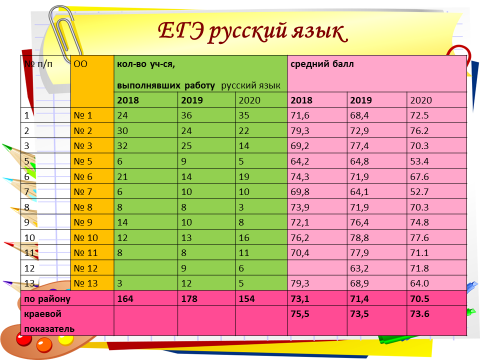 ЕГЭ русский язык
№ п/п ОО кол-во уч-ся, средний балл
выполнявших работу русский язык
2018 2019 2020 2018 2019 2020
1 № 1 24 36 35 71,6 68,4 72.5
2 № 2 30 24 22 79,3 72,9 76.2
3 № 3 32 25 14 69,2 77,4 70.3
5 № 5 6 9 5 64,2 64,8 53.4
6 № 6 21 14 19 74,3 71,9 67.6
7 № 7 6 10 10 69,8 64,1 52.7
8 № 8 8 8 3 73,9 71,9 70.3
9 № 9 14 10 8 72,1 76,4 74.8
10 № 10 12 13 16 76,2 78,8 77.6
11 № 11 8 8 11 70,4 77,9 71.1
12 № 12 9 6 63,2 71.8
13 № 13 3 12 5 79,3 68,9 64.0
по району 164 178 154 73,1 71,4 70.5
краевой 75,5 73,5 73.6
показатель